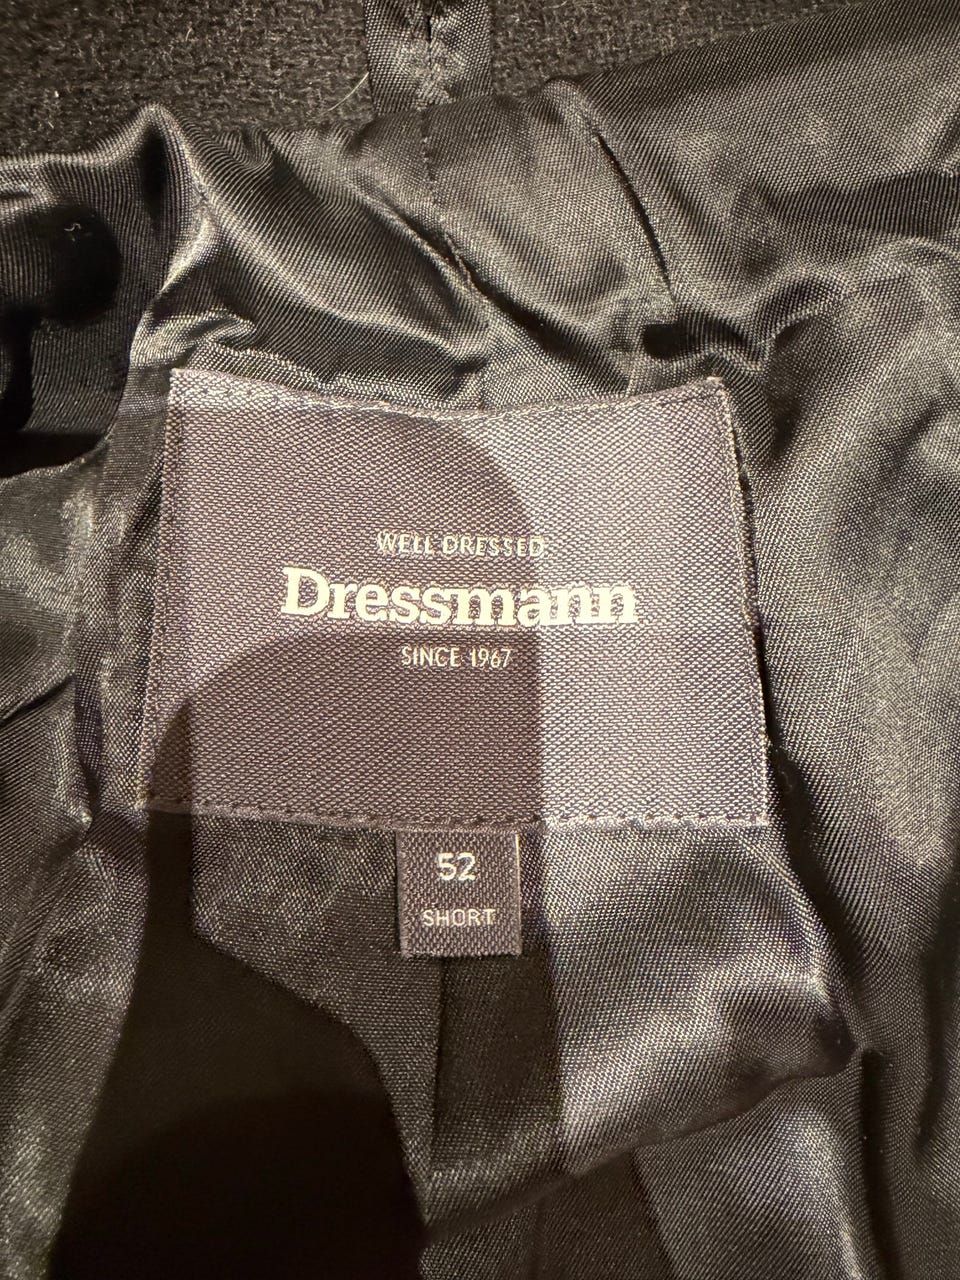 WELL DRESSED
Dressmann
SINCE 1967
52
SHORT